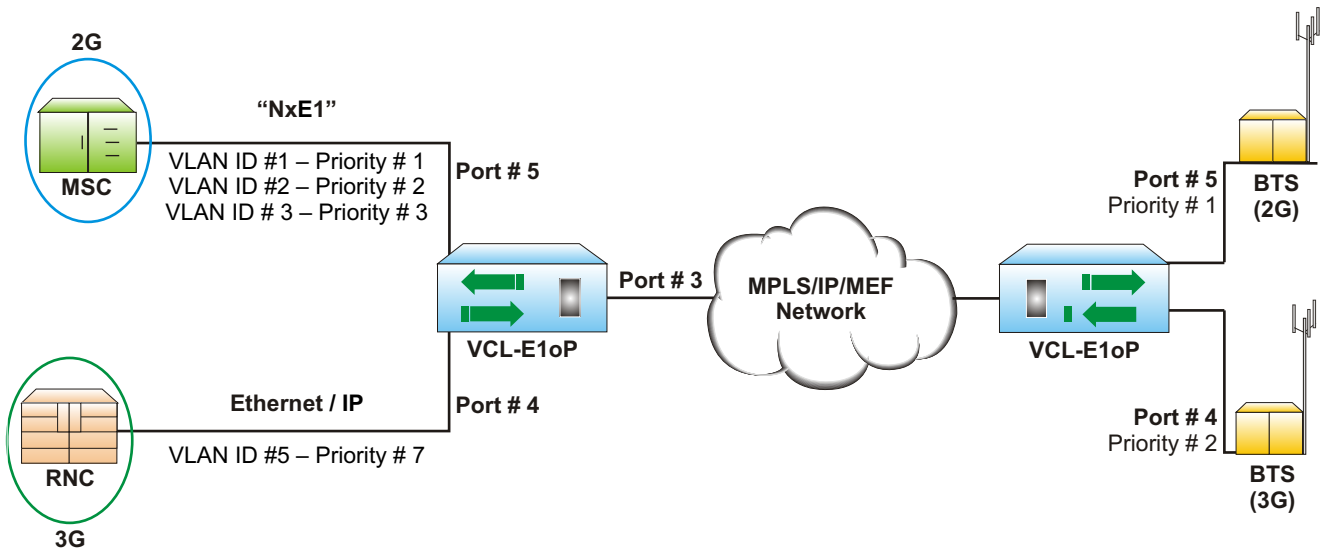 2G
MSC
“NxE1”
VLAN ID #1 – Priority # 1
VLAN ID #2 – Priority # 2
VLAN ID # 3 – Priority # 3
Port # 5
VCL-E1oP
Port # 3
Port # 4
Ethernet / IP
VLAN ID #5 – Priority # 7
RNC
3G
MPLS/IP/MEF
Network
VCL-E1oP
Port # 5
Priority # 1
BTS
(2G)
Port # 4
Priority # 2
BTS
(3G)